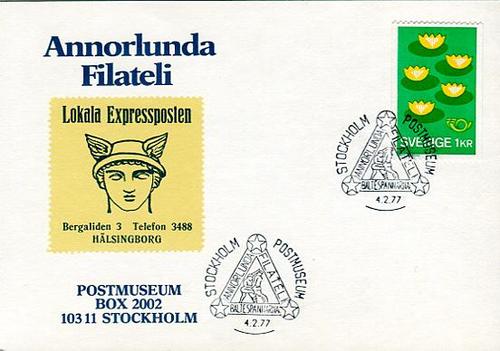 Annorlunda
Filateli
Lokala Expressposten
Bergaliden 3 Telefon 3488
HÄLSINGBORG
POSTMUSEUM
BOX 2002
103 11 STOCKHOLM
SVERIGE 1KR
STOCKHOLM POSTMUSEUM
ANNORLUNDA FILATELI
BÄLTESPÄNNARNA
4.2.77
STOCKHOLM POSTMUSEUM
ANNORLUNDA FILATELI
BÄLTESPÄNNARNA
4.2.77